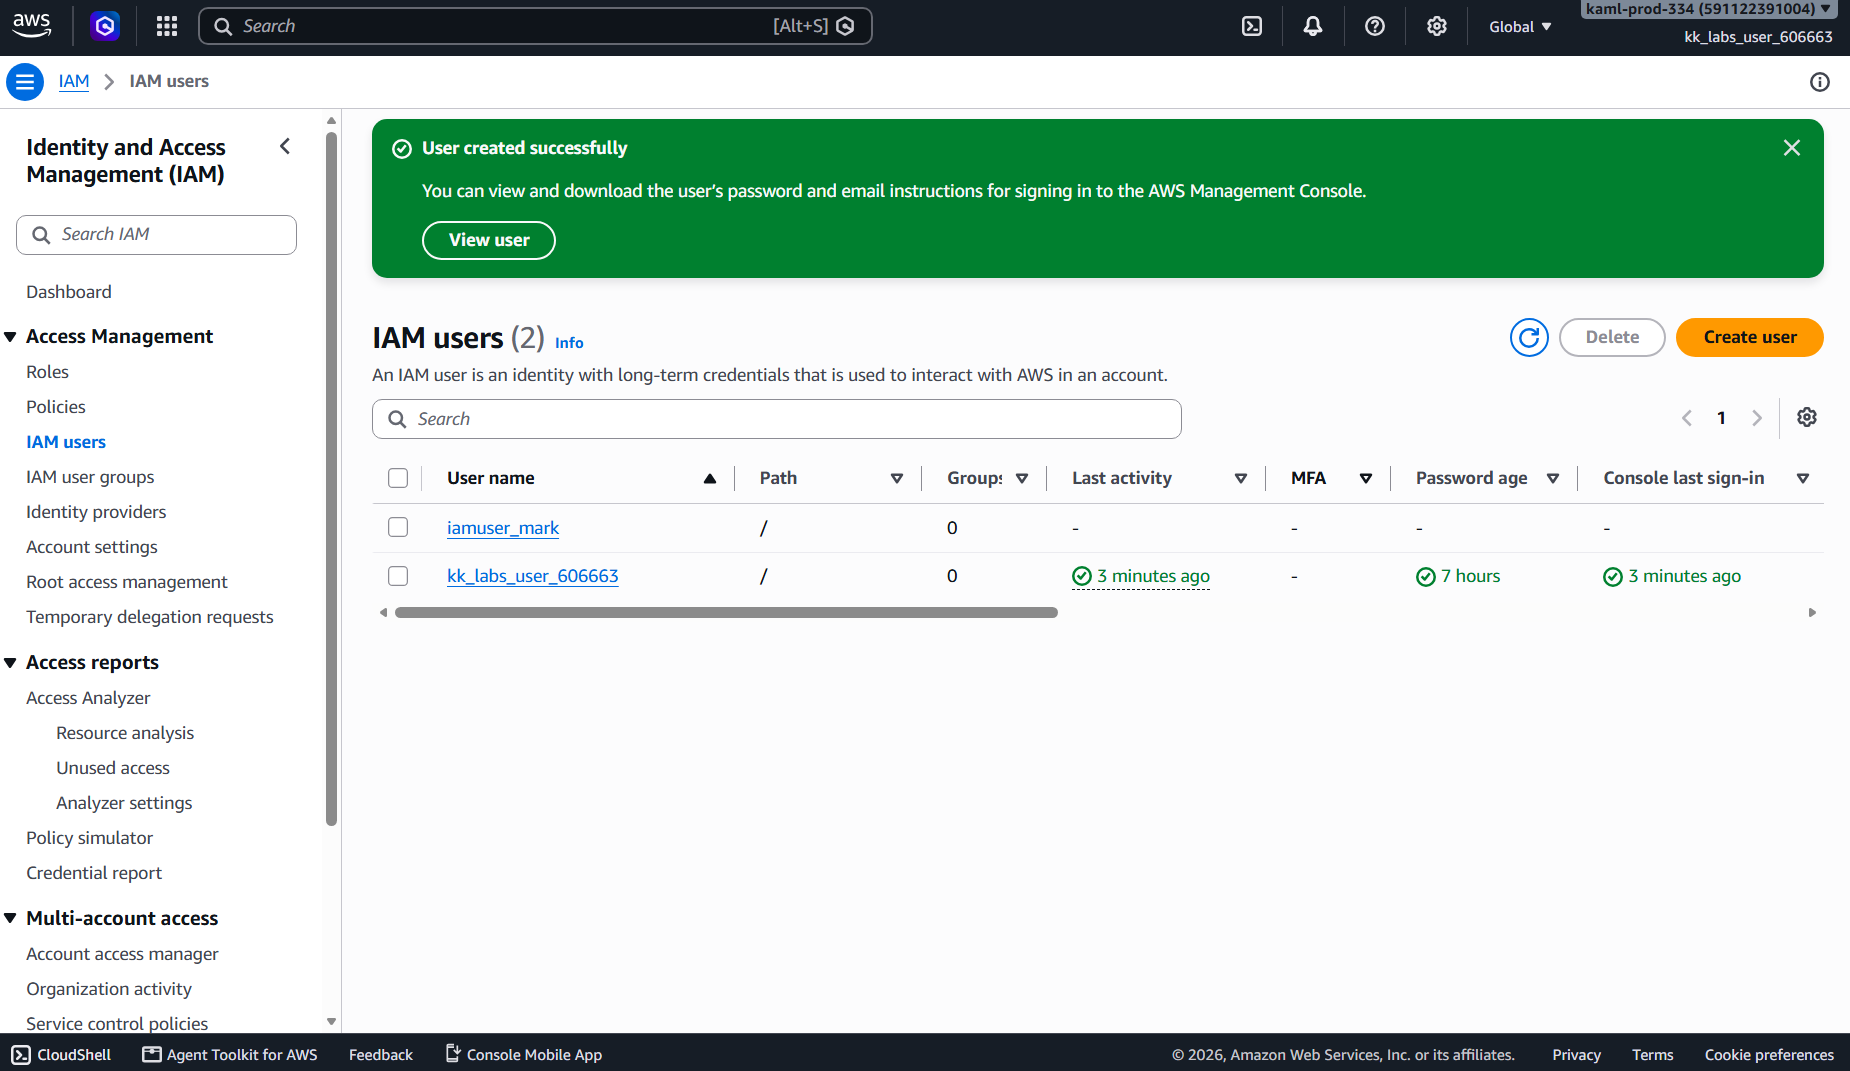 aws
Search
[Alt+S]
Global
kaml-prod-334 (591122391004)
kk_labs_user_606663
IAM
IAM users
Identity and Access
Management (IAM)
Search IAM
Dashboard
Access Management
Roles
Policies
IAM users
IAM user groups
Identity providers
Account settings
Root access management
Temporary delegation requests
Access reports
Access Analyzer
Resource analysis
Unused access
Analyzer settings
Policy simulator
Credential report
Multi-account access
Account access manager
Organization activity
Service control policies
User created successfully
You can view and download the user's password and email instructions for signing in to the AWS Management Console.
View user
IAM users (2) Info
Delete
Create user
An IAM user is an identity with long-term credentials that is used to interact with AWS in an account.
Search
1
User name Path Groups Last activity MFA Password age Console last sign-in
iamuser_mark / 0 - - - -
kk_labs_user_606663 / 0 3 minutes ago - 7 hours 3 minutes ago
CloudShell Agent Toolkit for AWS Feedback Console Mobile App © 2026, Amazon Web Services, Inc. or its affiliates. Privacy Terms Cookie preferences